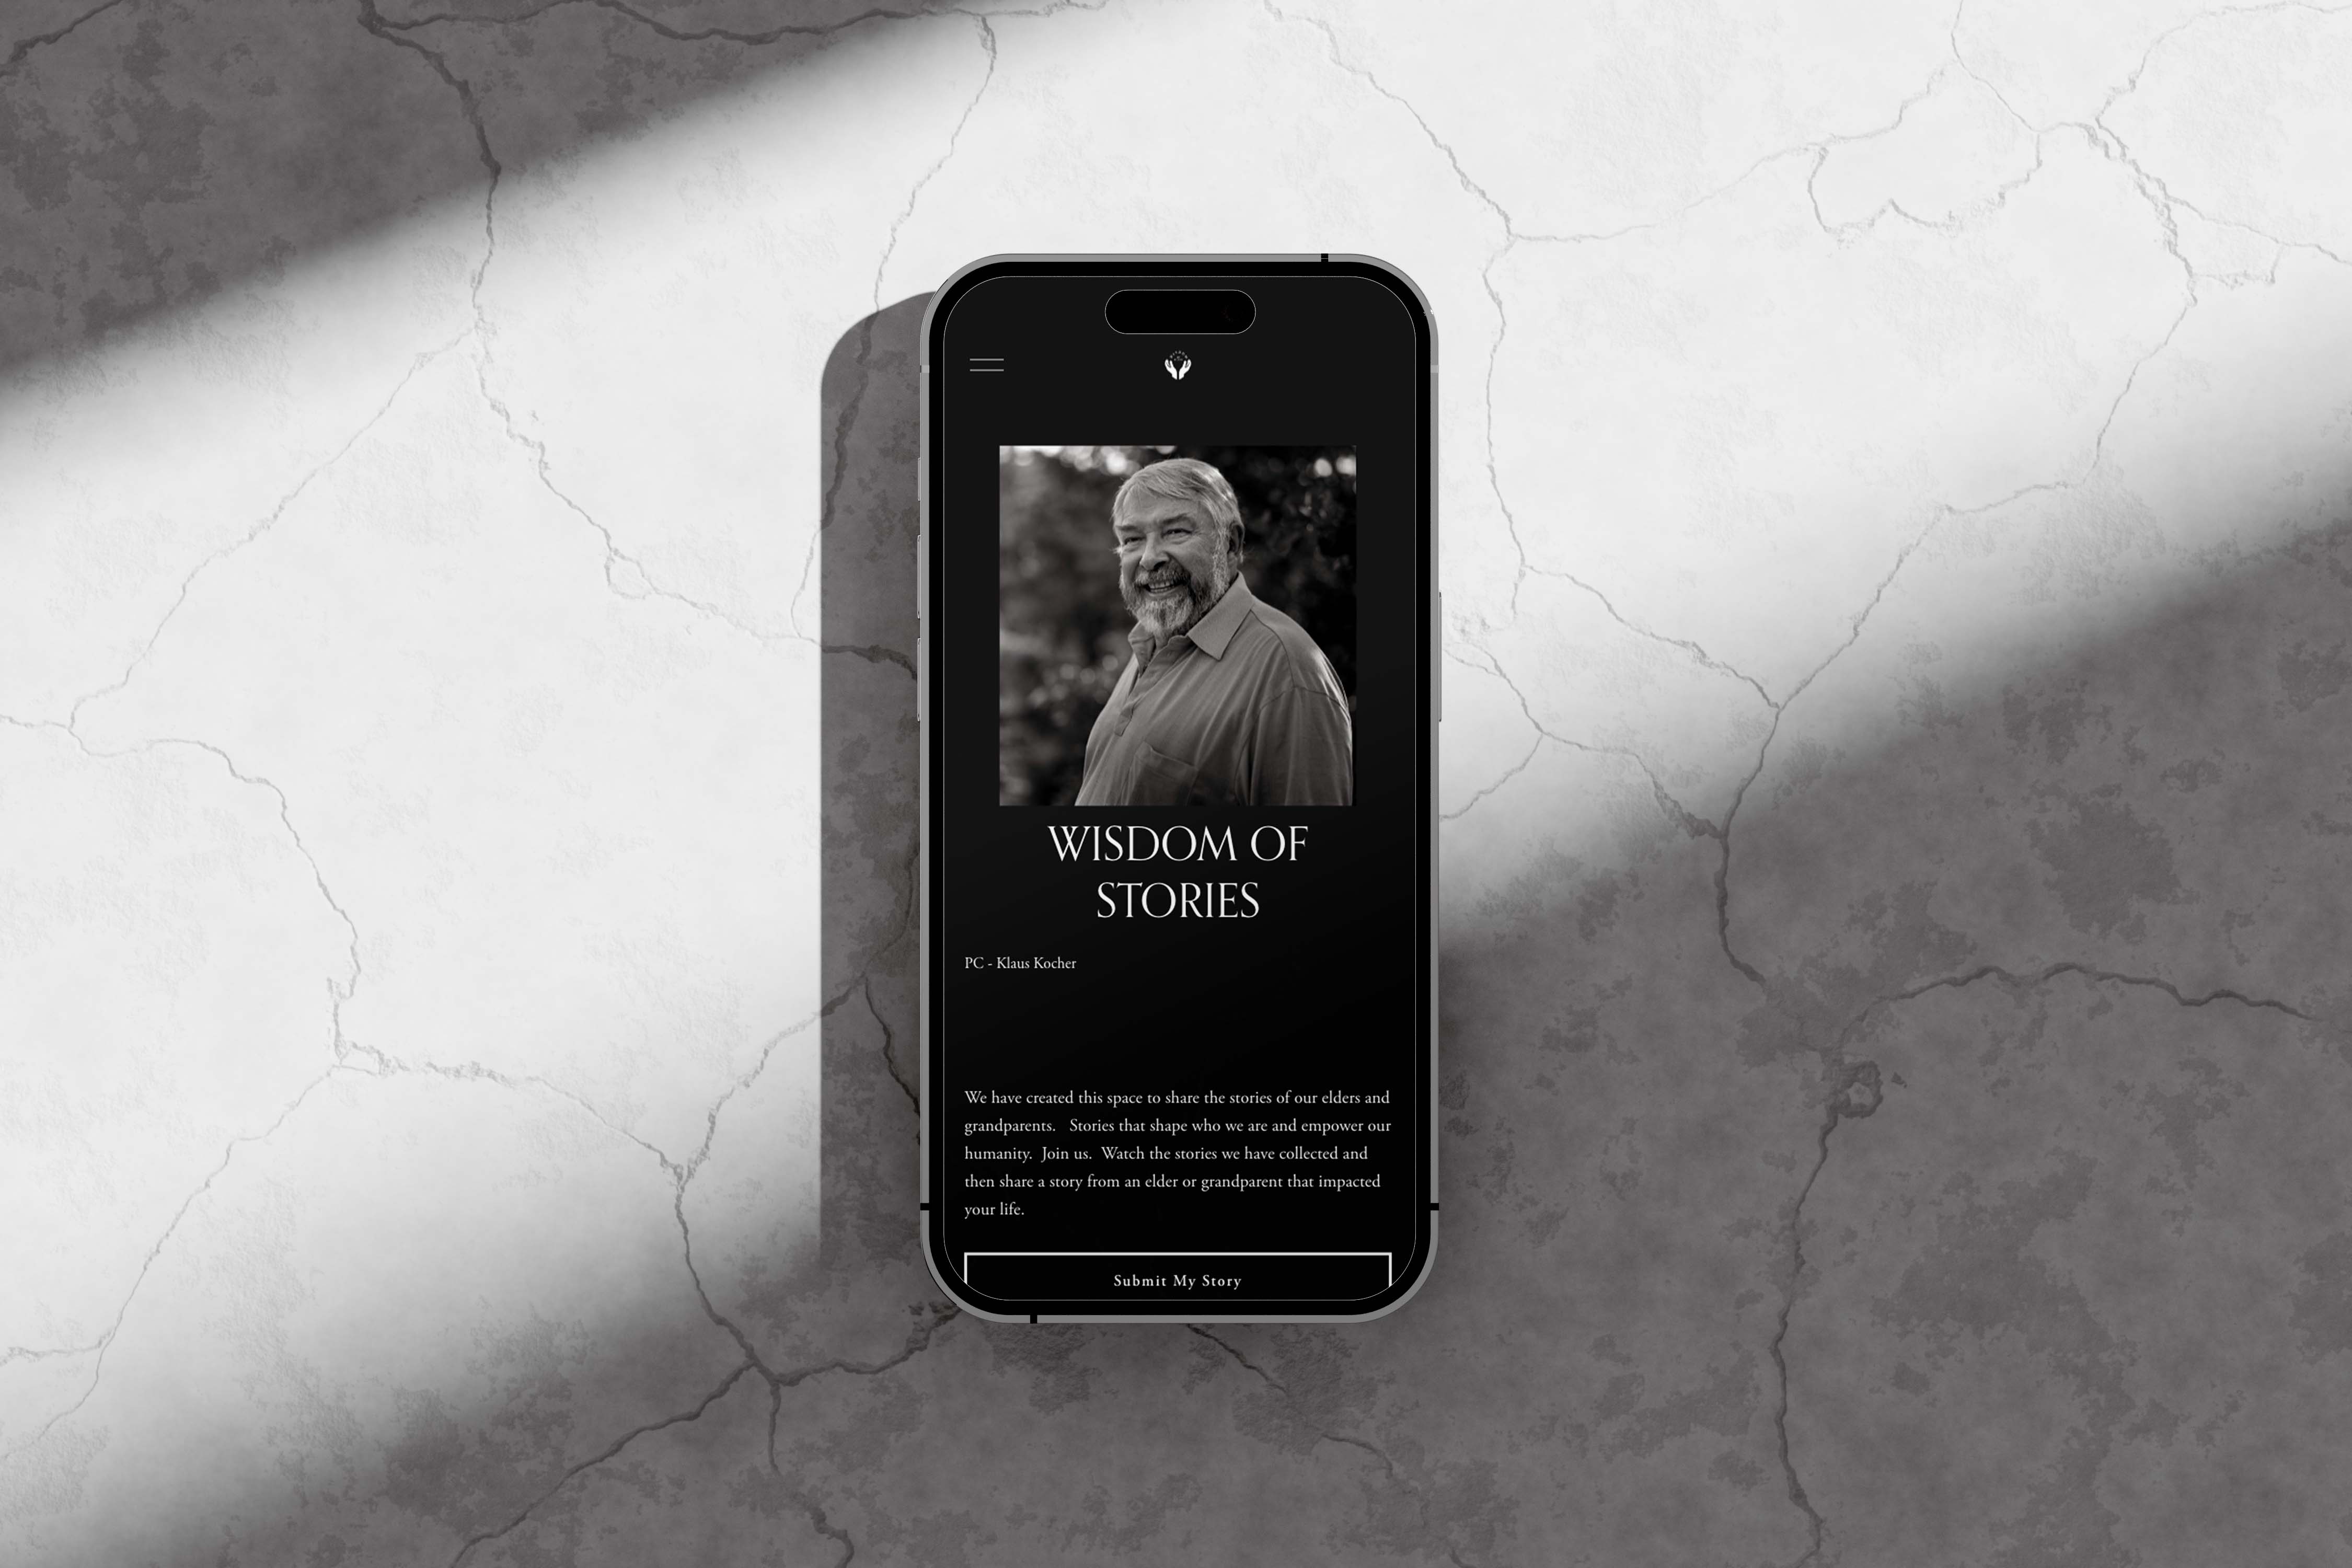 WISDOM OF
STORIES
PC - Klaus Kocher
We have created this space to share the stories of our elders and
grandparents.   Stories that shape who we are and empower our
humanity.  Join us.  Watch the stories we have collected and
then share a story from an elder or grandparent that impacted
your life.
Submit My Story